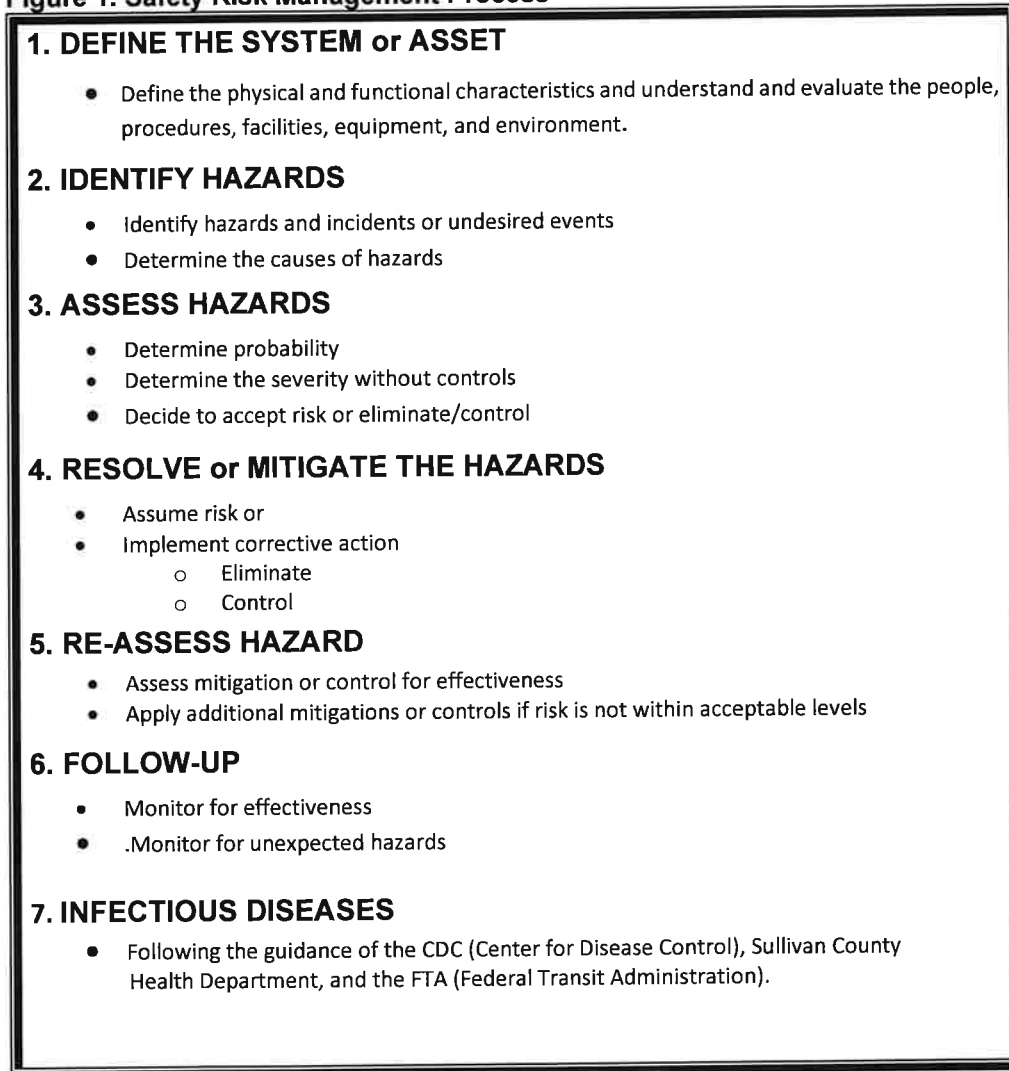 Figure 1: Safety Risk Management Process
1. DEFINE THE SYSTEM or ASSET
• Define the physical and functional characteristics and understand and evaluate the people,
procedures, facilities, equipment, and environment.
2. IDENTIFY HAZARDS
• Identify hazards and incidents or undesired events
• Determine the causes of hazards
3. ASSESS HAZARDS
• Determine probability
• Determine the severity without controls
• Decide to accept risk or eliminate/control
4. RESOLVE or MITIGATE THE HAZARDS
• Assume risk or
• Implement corrective action
o Eliminate
o Control
5. RE-ASSESS HAZARD
• Assess mitigation or control for effectiveness
• Apply additional mitigations or controls if risk is not within acceptable levels
6. FOLLOW-UP
• Monitor for effectiveness
• .Monitor for unexpected hazards
7. INFECTIOUS DISEASES
• Following the guidance of the CDC (Center for Disease Control), Sullivan County
Health Department, and the FTA (Federal Transit Administration).